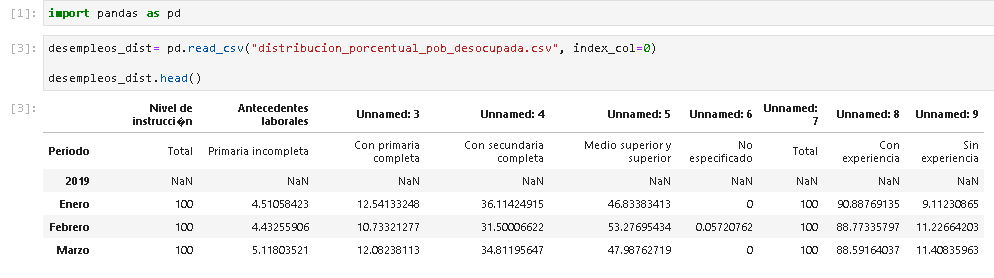 [1]: import pandas as pd
[3]: desempleos_dist= pd.read_csv("distribucion_porcentual_pob_desocupada.csv", index_col=0)
desempleos_dist.head()
[3]: Nivel de instrucci�n Antecedentes laborales Unnamed: 3 Unnamed: 4 Unnamed: 5 Unnamed: 6 Unnamed: 7 Unnamed: 8 Unnamed: 9
Periodo Total Primaria incompleta Con primaria completa Con secundaria completa Medio superior y superior No especificado Total Con experiencia Sin experiencia
2019 NaN NaN NaN NaN NaN NaN NaN NaN NaN
Enero 100 4.51058423 12.54133248 36.11424915 46.83383413 0 100 90.88769135 9.11230865
Febrero 100 4.43255906 10.73321277 31.50006622 53.27695434 0.05720762 100 88.77335797 11.22664203
Marzo 100 5.11803521 12.08238113 34.81195647 47.98762719 0 100 88.59164037 11.40835963